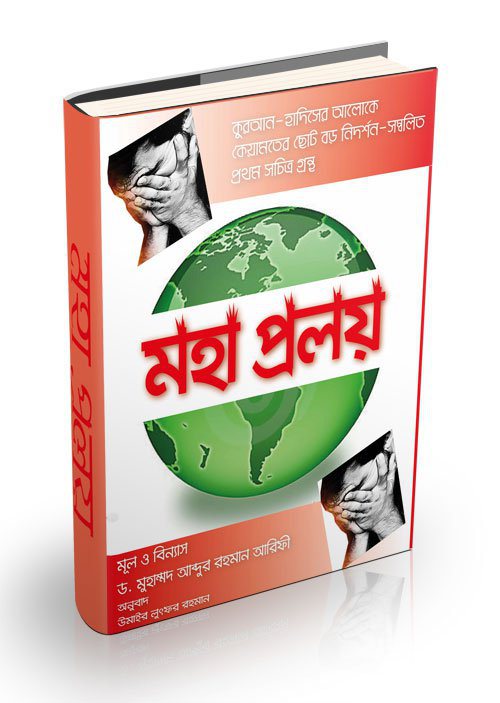 কুরআন-হাদিসের আলোকে
কেয়ামতের ছোট বড় নিদর্শন-সম্বলিত
প্রথম সচিত্র গ্রন্থ
মহা প্রলয়
মূল ও বিন্যাস
ড. মুহাম্মদ আব্দুর রহমান আরিফী
অনুবাদ
উমাইর লুৎফর রহমান
মহা প্রলয়